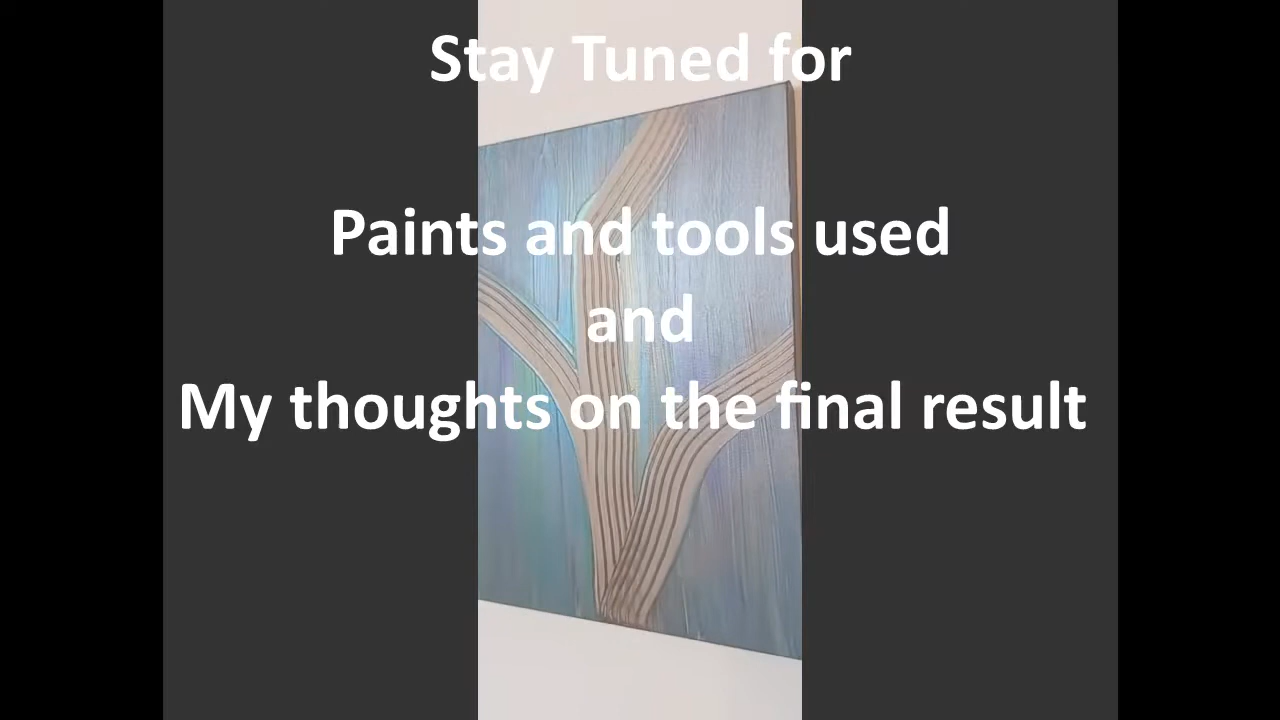 Stay Tuned for
Paints and tools used
and
My thoughts on the final result